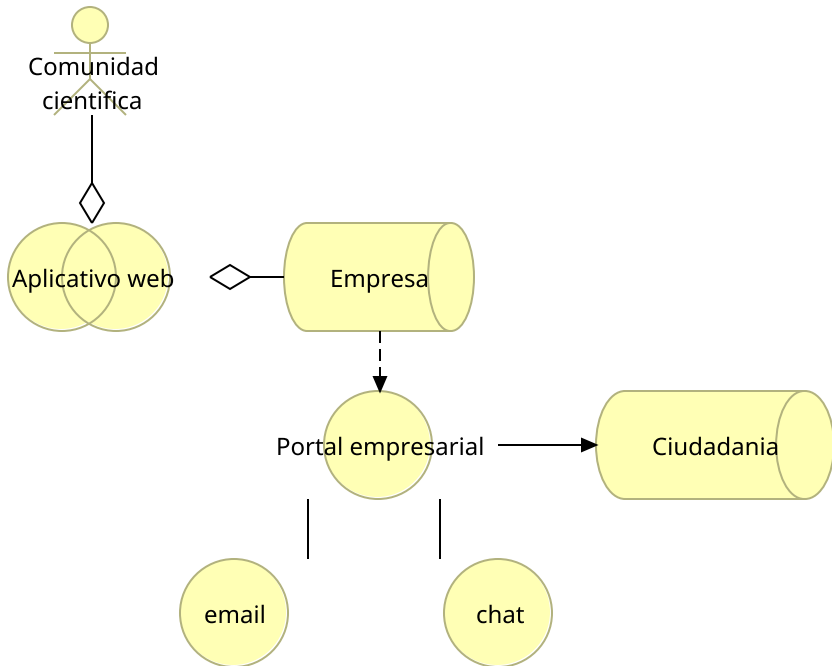 Comunidad
cientifica
Aplicativo web
Empresa
Portal empresarial
Ciudadania
email
chat